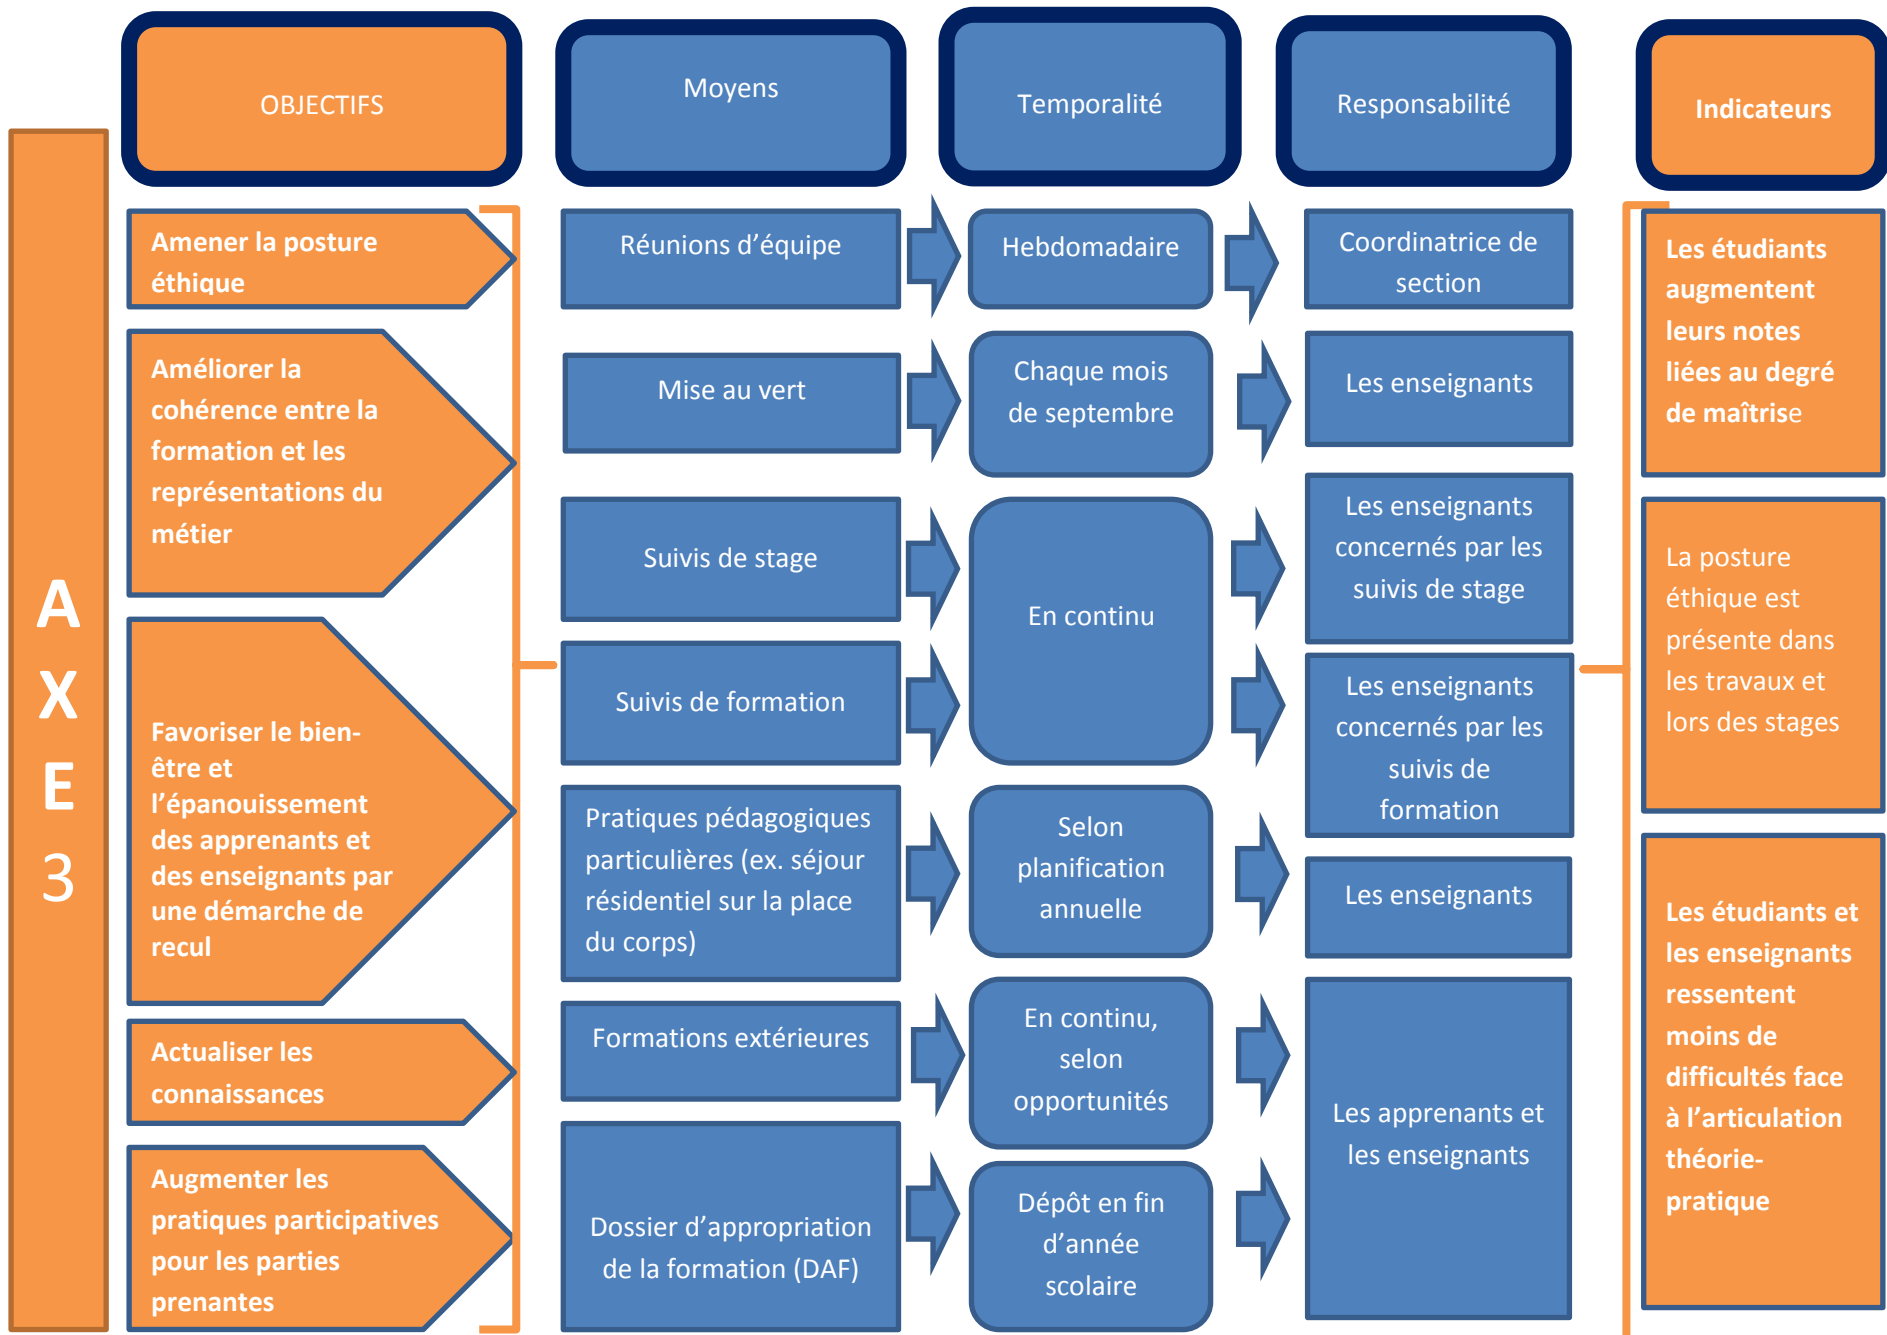 OBJECTIFS
Moyens
Temporalité
Responsabilité
Indicateurs
A
X
E
3
Amener la posture
éthique
Améliorer la
cohérence entre la
formation et les
représentations du
métier
Favoriser le bien-
être et
l'épanouissement
des apprenants et
des enseignants par
une démarche de
recul
Actualiser les
connaissances
Augmenter les
pratiques participatives
pour les parties
prenantes
Réunions d'équipe
Mise au vert
Suivis de stage
Suivis de formation
Pratiques pédagogiques
particulières (ex. séjour
résidentiel sur la place
du corps)
Formations extérieures
Dossier d'appropriation
de la formation (DAF)
Hebdomadaire
Chaque mois
de septembre
En continu
Selon
planification
annuelle
En continu,
selon
opportunités
Dépôt en fin
d'année
scolaire
Coordinatrice de
section
Les enseignants
Les enseignants
concernés par les
suivis de stage
Les enseignants
concernés par les
suivis de
formation
Les enseignants
Les apprenants et
les enseignants
Les étudiants
augmentent
leurs notes
liées au degré
de maîtrise
La posture
éthique est
présente dans
les travaux et
lors des stages
Les étudiants et
les enseignants
ressentent
moins de
difficultés face
à l'articulation
théorie-
pratique